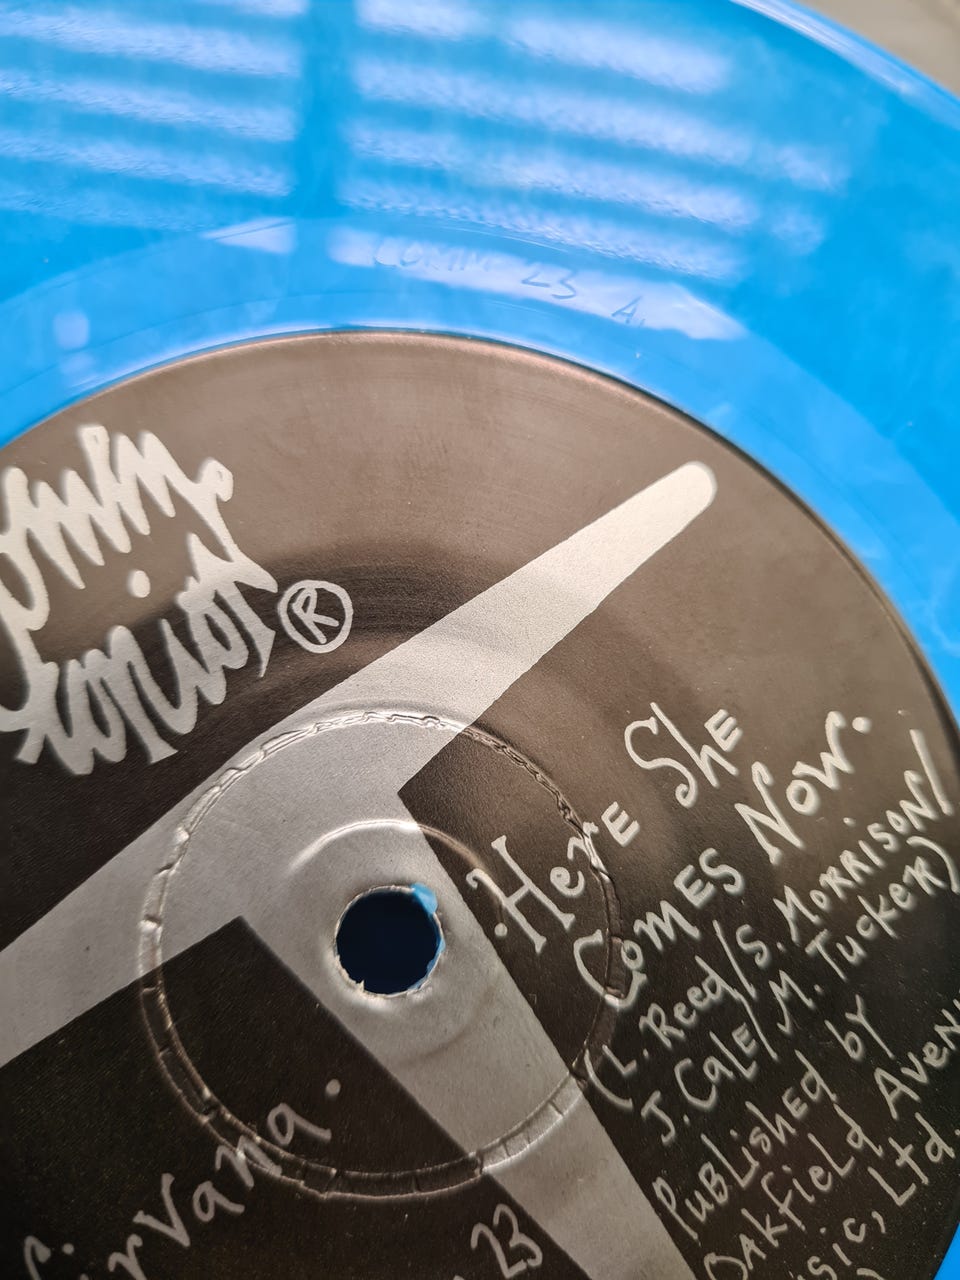 COMM 23 A
®
Here She
Comes Now.
(L. Reed/S. Morrison/
J. Cale/M. Tucker)
Published by
Oakfield Aven
sic, Ltd.
irvana.
23